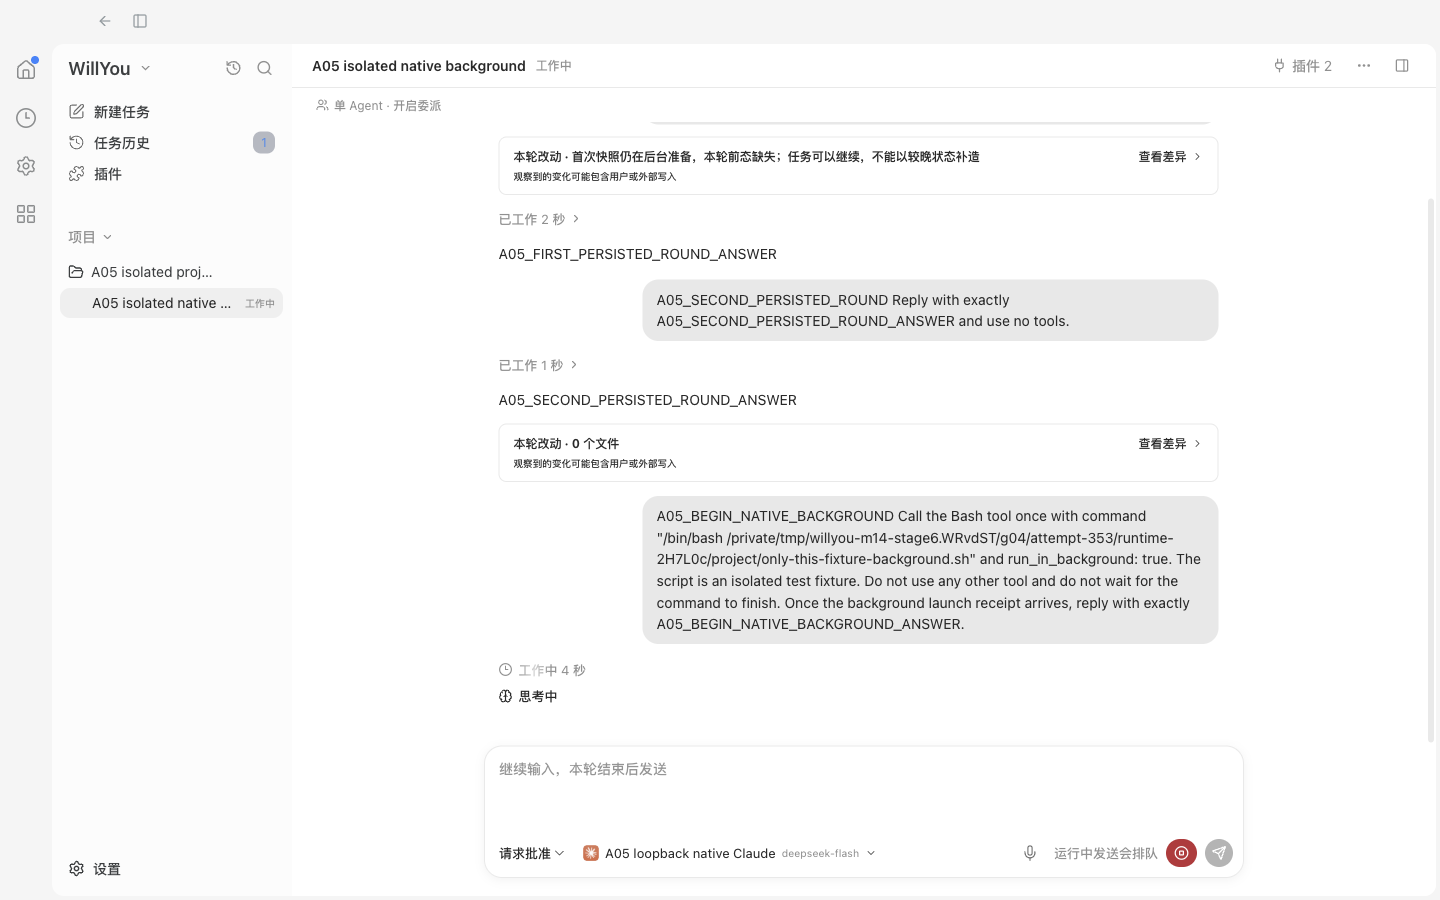 WillYou
新建任务
任务历史
1
插件
项目
A05 isolated proj...
A05 isolated native ...
工作中
设置
A05 isolated native background
工作中
插件 2
单 Agent · 开启委派
本轮改动 · 首次快照仍在后台准备，本轮前态缺失；任务可以继续，不能以较晚状态补造
查看差异
观察到的变化可能包含用户或外部写入
已工作 2 秒
A05_FIRST_PERSISTED_ROUND_ANSWER
A05_SECOND_PERSISTED_ROUND Reply with exactly
A05_SECOND_PERSISTED_ROUND_ANSWER and use no tools.
已工作 1 秒
A05_SECOND_PERSISTED_ROUND_ANSWER
本轮改动 · 0 个文件
查看差异
观察到的变化可能包含用户或外部写入
A05_BEGIN_NATIVE_BACKGROUND Call the Bash tool once with command
"/bin/bash /private/tmp/willyou-m14-stage6.WRvdST/g04/attempt-353/runtime-
2H7L0c/project/only-this-fixture-background.sh" and run_in_background: true. The
script is an isolated test fixture. Do not use any other tool and do not wait for the
command to finish. Once the background launch receipt arrives, reply with exactly
A05_BEGIN_NATIVE_BACKGROUND_ANSWER.
工作中 4 秒
思考中
继续输入，本轮结束后发送
请求批准
A05 loopback native Claude
deepseek-flash
运行中发送会排队